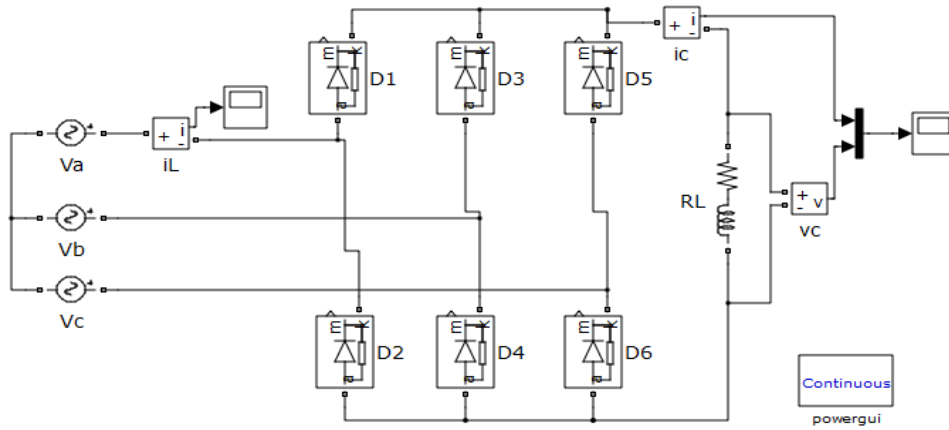 i
+
-
ic
m
k
a
D1
m
k
a
D3
m
k
a
D5
+
i
-
iL
Va
Vb
Vc
RL
+
-
v
vc
m
k
a
D2
m
k
a
D4
m
k
a
D6
Continuous
powergui